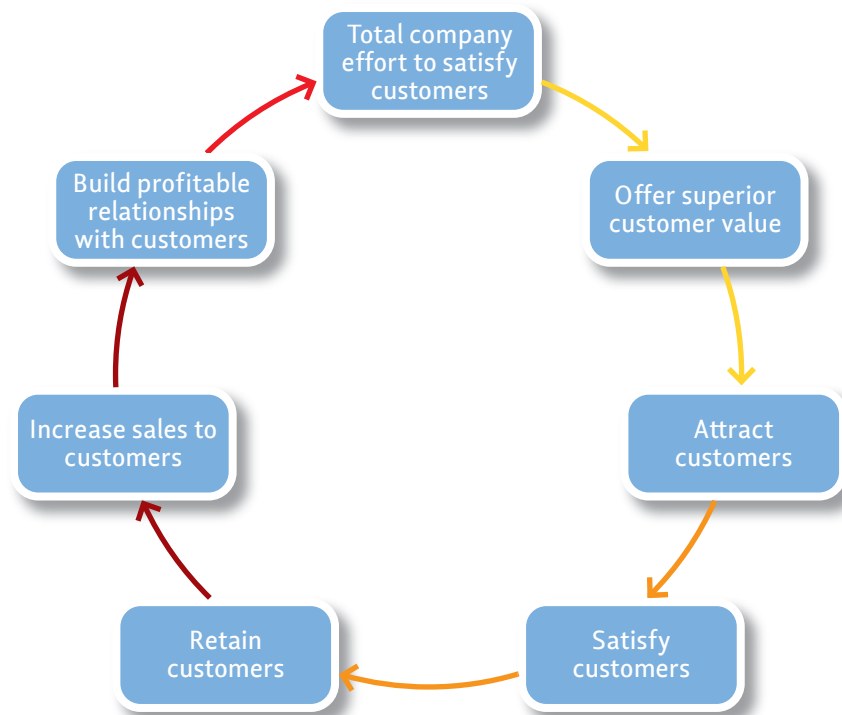 Total company
effort to satisfy
customers
Offer superior
customer value
Attract
customers
Satisfy
customers
Retain
customers
Increase sales to
customers
Build profitable
relationships
with customers